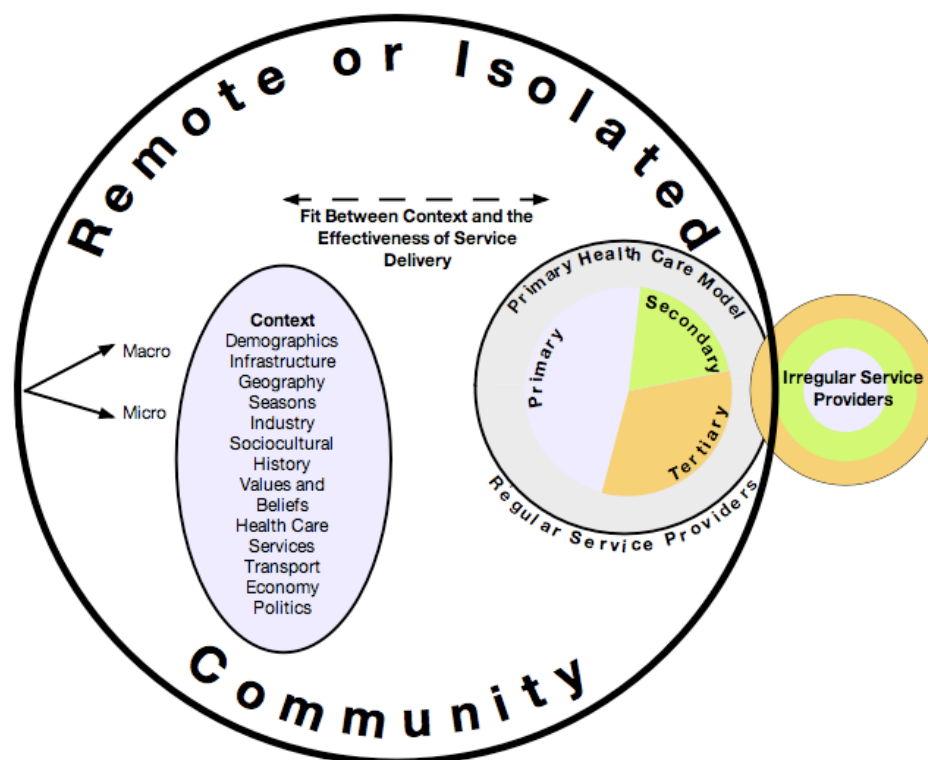 Remote or Isolated
Fit Between Context and the
Effectiveness of Service
Delivery
Primary Health Care Model
Primary
Secondary
Tertiary
Regular Service Providers
Irregular Service
Providers
Macro
Micro
Context
Demographics
Infrastructure
Geography
Seasons
Industry
Sociocultural
History
Values and
Beliefs
Health Care
Services
Transport
Economy
Politics
Community